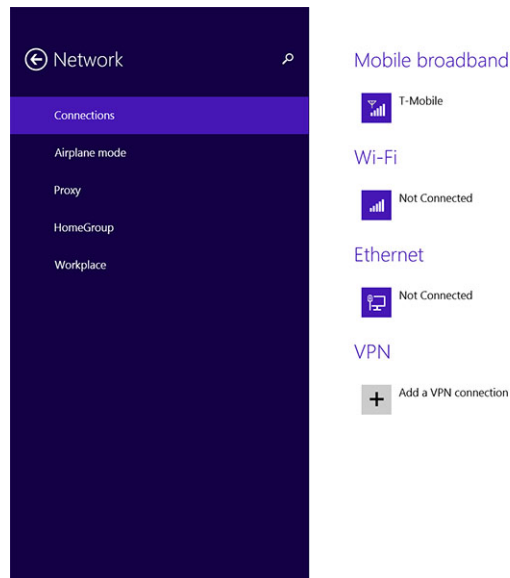 Network
Connections
Airplane mode
Proxy
HomeGroup
Workplace
Mobile broadband
T-Mobile
Wi-Fi
Not Connected
Ethernet
Not Connected
VPN
Add a VPN connection